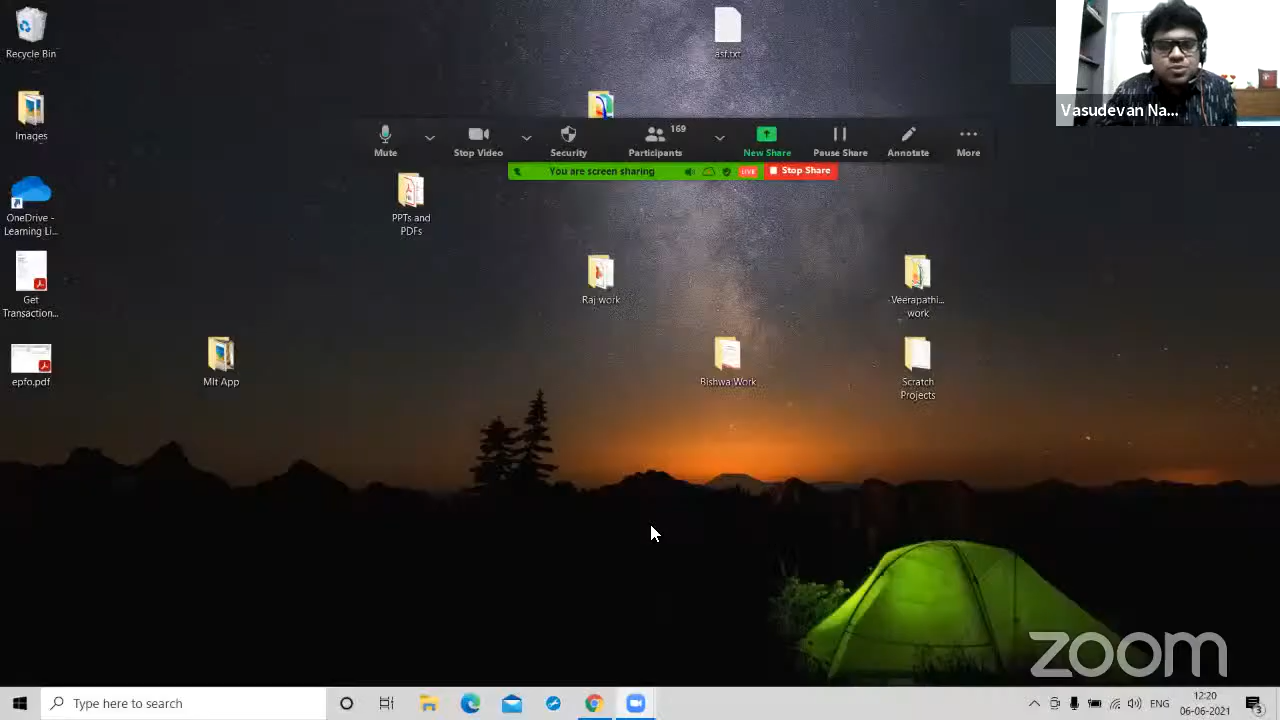 Recycle Bin
asf.txt
Vasudevan Na...
Images
169
Mute
Stop Video
Security
Participants
New Share
Pause Share
Annotate
More
You are screen sharing
LIVE
Stop Share
OneDrive -
Learning Li...
PPTs and
PDFs
Get
Transaction...
Raj work
Veerapathi...
work
epfo.pdf
MIt App
Bishwa Work
Scratch
Projects
zoom
Type here to search
ENG
12:20
06-06-2021
3